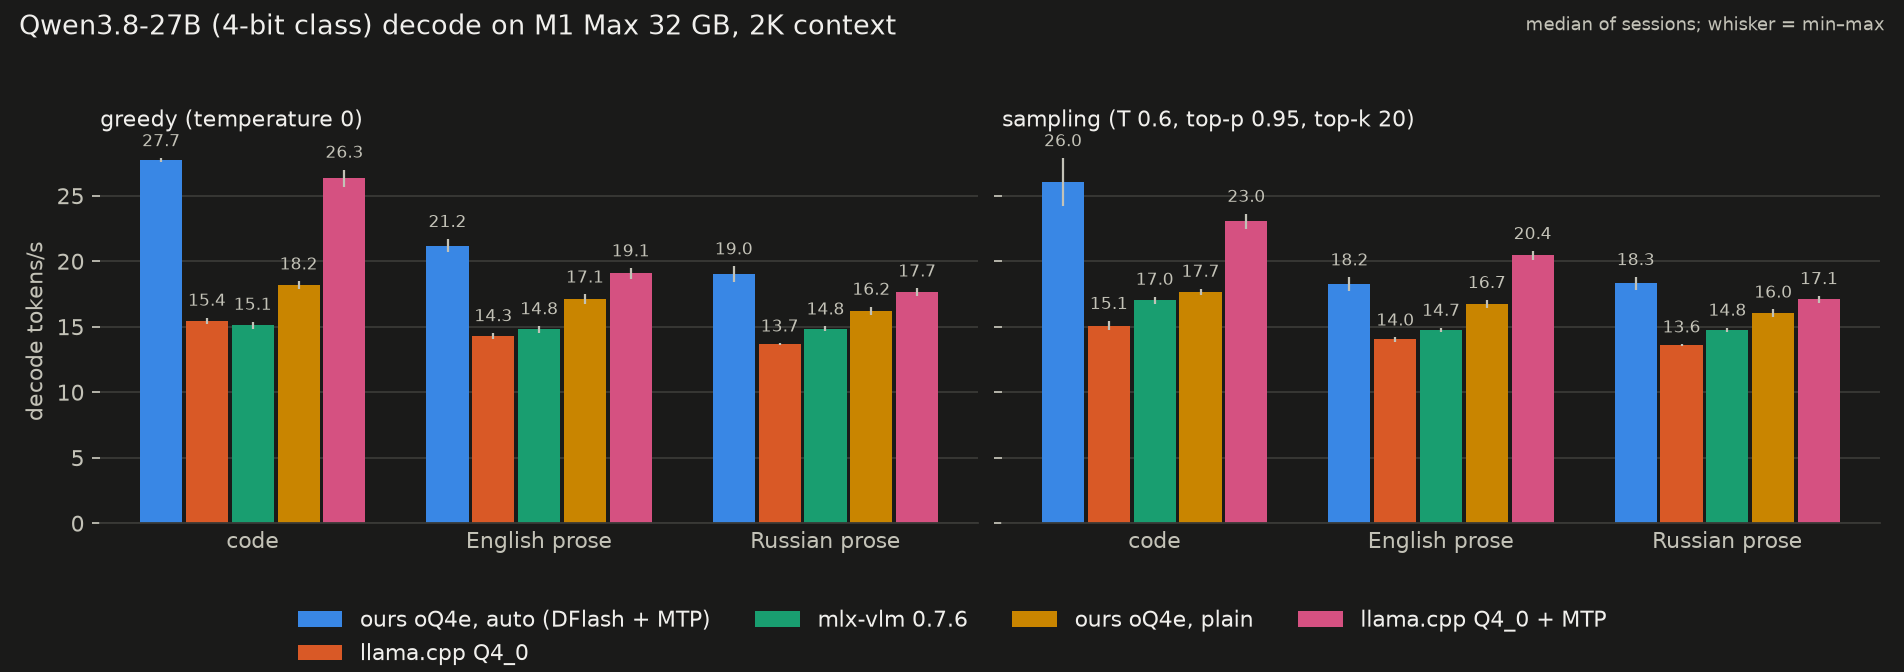 Qwen3.8-27B (4-bit class) decode on M1 Max 32 GB, 2K context
median of sessions; whisker = min–max
greedy (temperature 0)
sampling (T 0.6, top-p 0.95, top-k 20)
decode tokens/s
25
20
15
10
5
0
27.7
15.4
15.1
18.2
26.3
21.2
14.3
14.8
17.1
19.1
19.0
13.7
14.8
16.2
17.7
26.0
15.1
17.0
17.7
23.0
18.2
14.0
14.7
16.7
20.4
18.3
13.6
14.8
16.0
17.1
code
English prose
Russian prose
code
English prose
Russian prose
ours oQ4e, auto (DFlash + MTP)
mlx-vlm 0.7.6
ours oQ4e, plain
llama.cpp Q4_0 + MTP
llama.cpp Q4_0